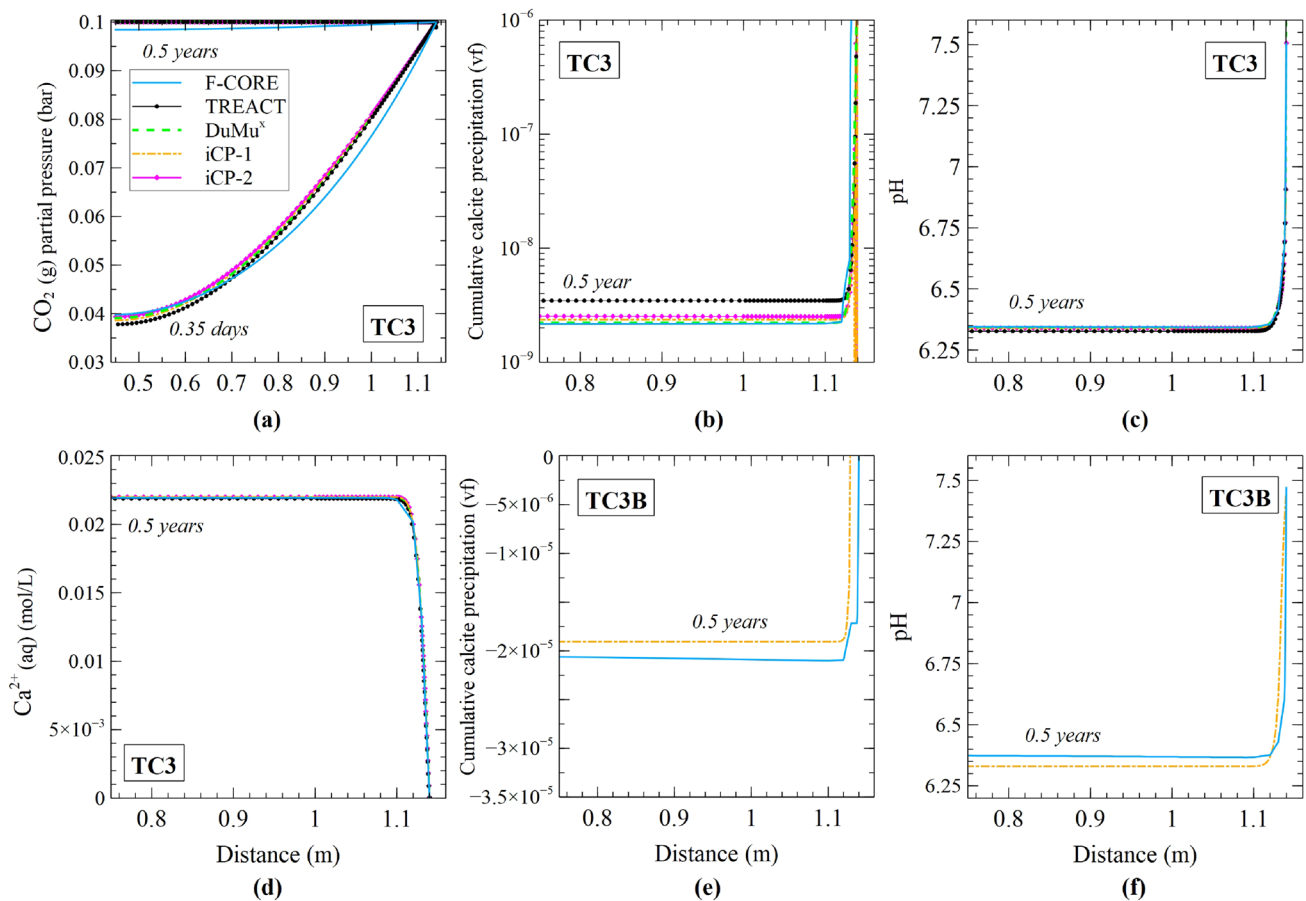 0.1
0.09
0.08
0.07
0.06
0.05
0.04
0.03
CO₂ (g) partial pressure (bar)
0.5 years
F-CORE
TREACT
DuMuˣ
iCP-1
iCP-2
0.35 days
TC3
0.5 0.6 0.7 0.8 0.9 1 1.1
(a)
10⁻⁶
10⁻⁷
10⁻⁸
10⁻⁹
Cumulative calcite precipitation (vf)
TC3
0.5 year
0.8 0.9 1 1.1
(b)
7.5
7.25
7
6.75
6.5
6.25
pH
TC3
0.5 years
0.8 0.9 1 1.1
(c)
0.025
0.02
0.015
0.01
5×10⁻³
0
Ca²⁺ (aq) (mol/L)
0.5 years
TC3
0.8 0.9 1 1.1
Distance (m)
(d)
0
−5×10⁻⁶
−1×10⁻⁵
−2×10⁻⁵
−3×10⁻⁵
−3.5×10⁻⁵
Cumulative calcite precipitation (vf)
TC3B
0.5 years
0.8 0.9 1 1.1
Distance (m)
(e)
7.5
7.25
7
6.75
6.5
6.25
pH
TC3B
0.5 years
0.8 0.9 1 1.1
Distance (m)
(f)